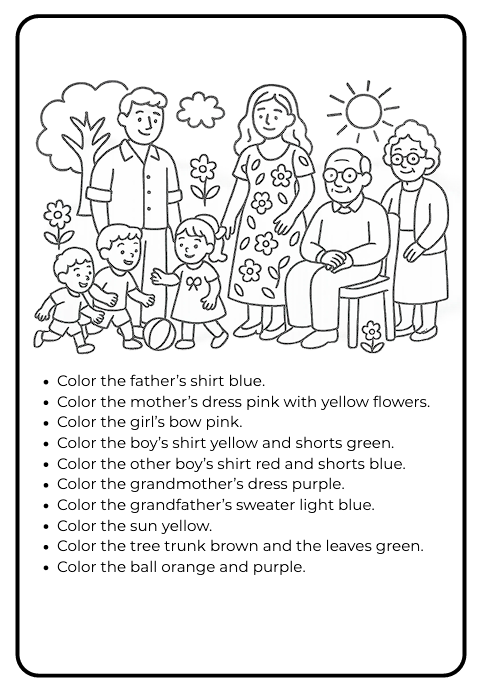 • Color the father’s shirt blue.
• Color the mother’s dress pink with yellow flowers.
• Color the girl’s bow pink.
• Color the boy’s shirt yellow and shorts green.
• Color the other boy’s shirt red and shorts blue.
• Color the grandmother’s dress purple.
• Color the grandfather’s sweater light blue.
• Color the sun yellow.
• Color the tree trunk brown and the leaves green.
• Color the ball orange and purple.